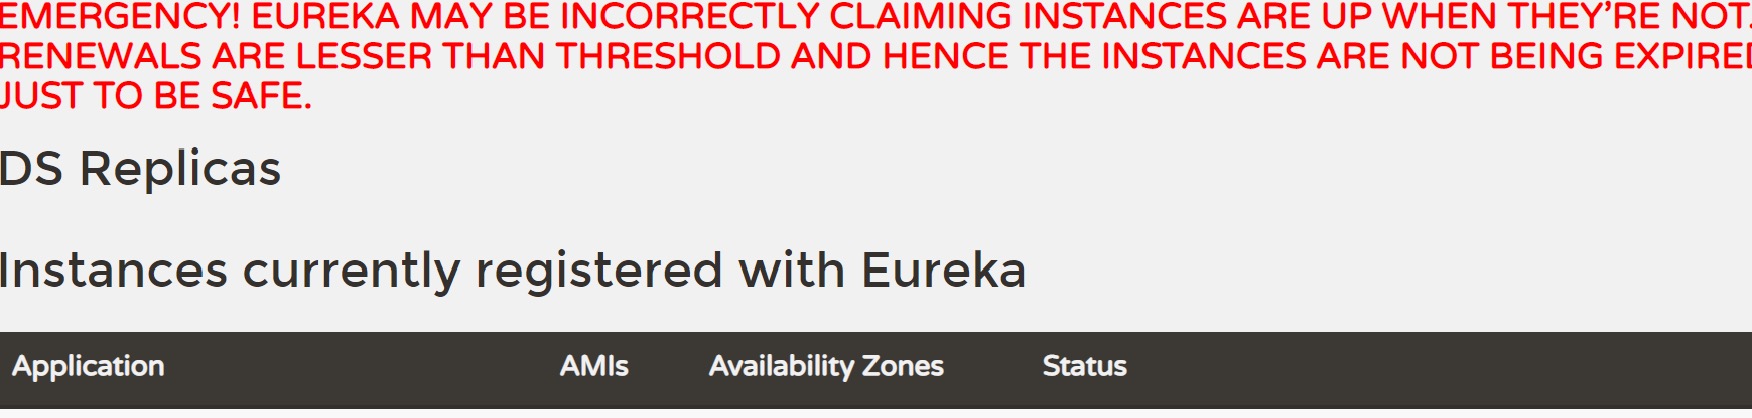 EMERGENCY! EUREKA MAY BE INCORRECTLY CLAIMING INSTANCES ARE UP WHEN THEY’RE NOT.
RENEWALS ARE LESSER THAN THRESHOLD AND HENCE THE INSTANCES ARE NOT BEING EXPIRED
JUST TO BE SAFE.
DS Replicas
Instances currently registered with Eureka
Application AMIs Availability Zones Status